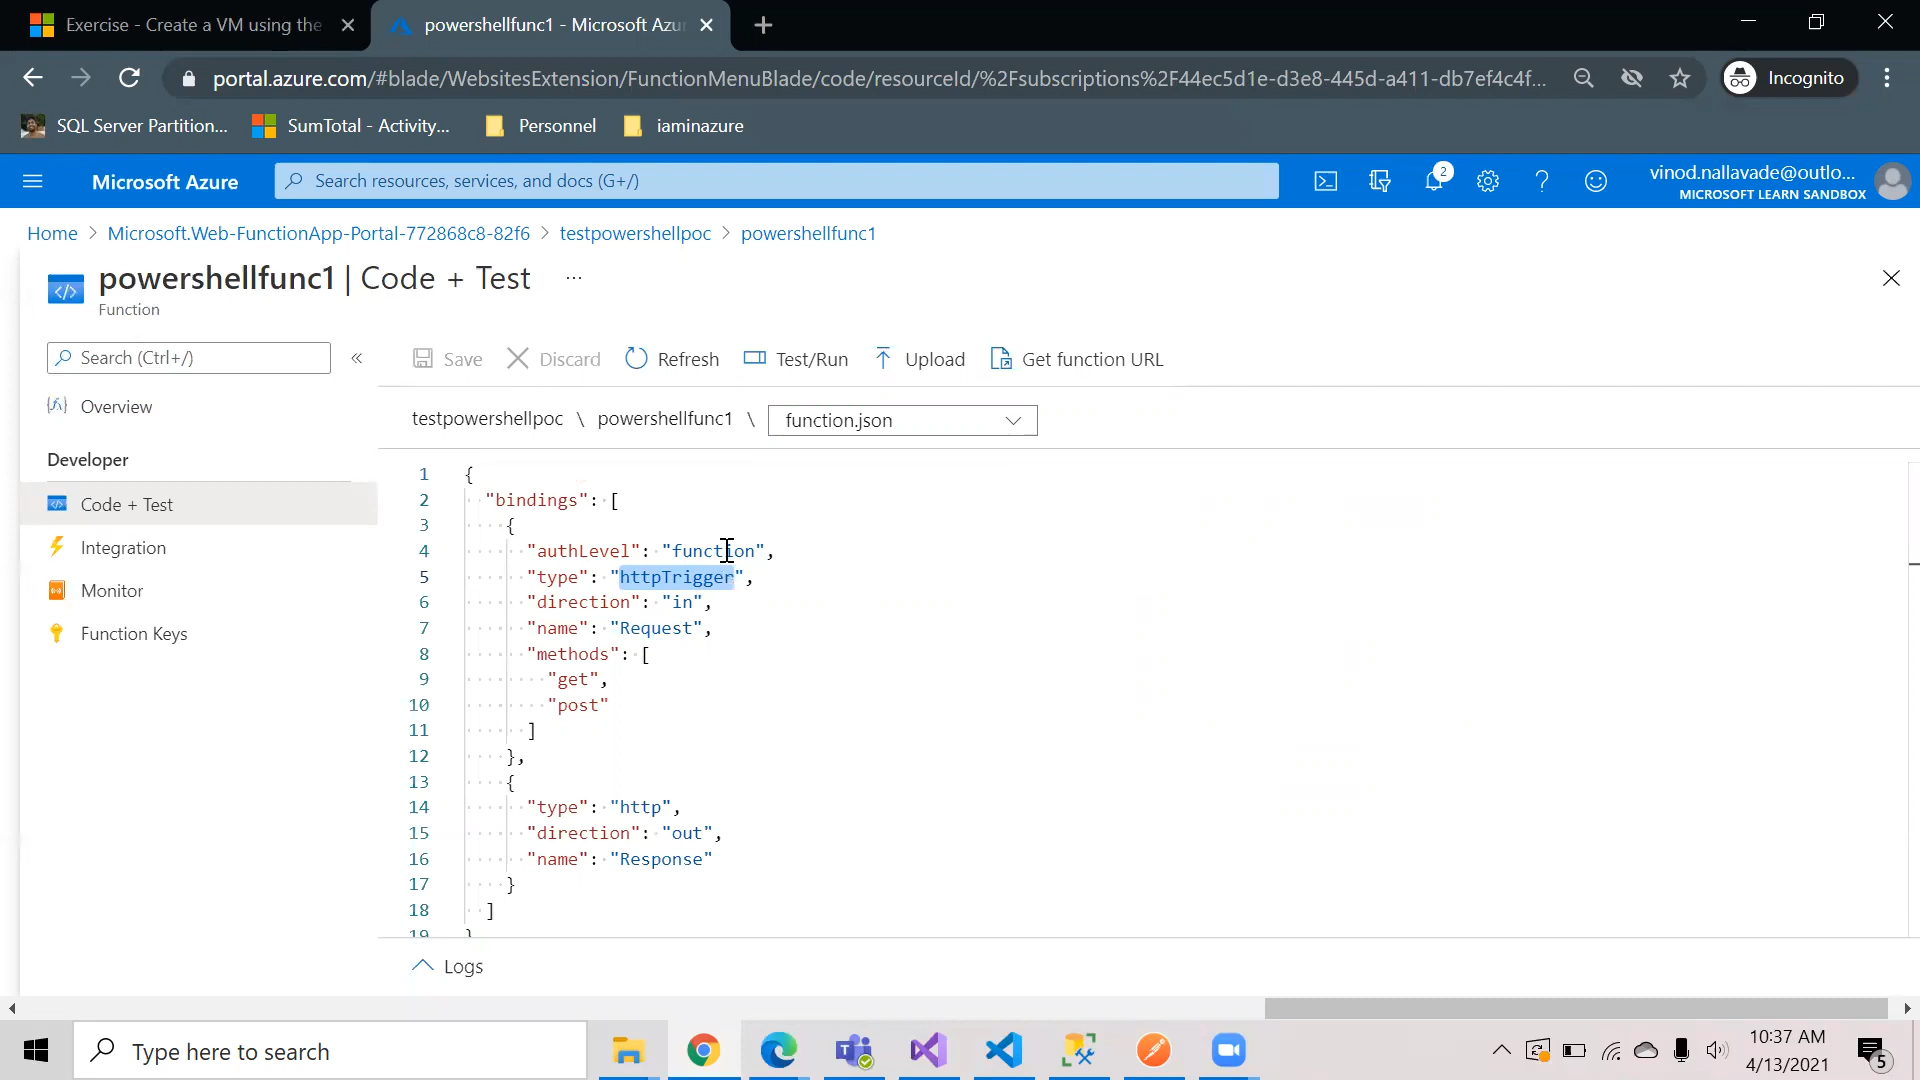 Exercise - Create a VM using the
powershellfunc1 - Microsoft Azur
portal.azure.com/#blade/WebsitesExtension/FunctionMenuBlade/code/resourceId/%2Fsubscriptions%2F44ec5d1e-d3e8-445d-a411-db7ef4c4f...
Incognito
SQL Server Partition...
SumTotal - Activity...
Personnel
iaminazure
Microsoft Azure
Search resources, services, and docs (G+/)
2
vinod.nallavade@outlo...
MICROSOFT LEARN SANDBOX
Home > Microsoft.Web-FunctionApp-Portal-772868c8-82f6 > testpowershellpoc > powershellfunc1
powershellfunc1 | Code + Test ...
Function
Search (Ctrl+/)
«
Save
Discard
Refresh
Test/Run
Upload
Get function URL
Overview
Developer
Code + Test
Integration
Monitor
Function Keys
testpowershellpoc \ powershellfunc1 \ function.json
1 {
2 "bindings": [
3 {
4 "authLevel": "function",
5 "type": "httpTrigger",
6 "direction": "in",
7 "name": "Request",
8 "methods": [
9 "get",
10 "post"
11 ]
12 },
13 {
14 "type": "http",
15 "direction": "out",
16 "name": "Response"
17 }
18 ]
19 }
Logs
Type here to search
10:37 AM
4/13/2021
5